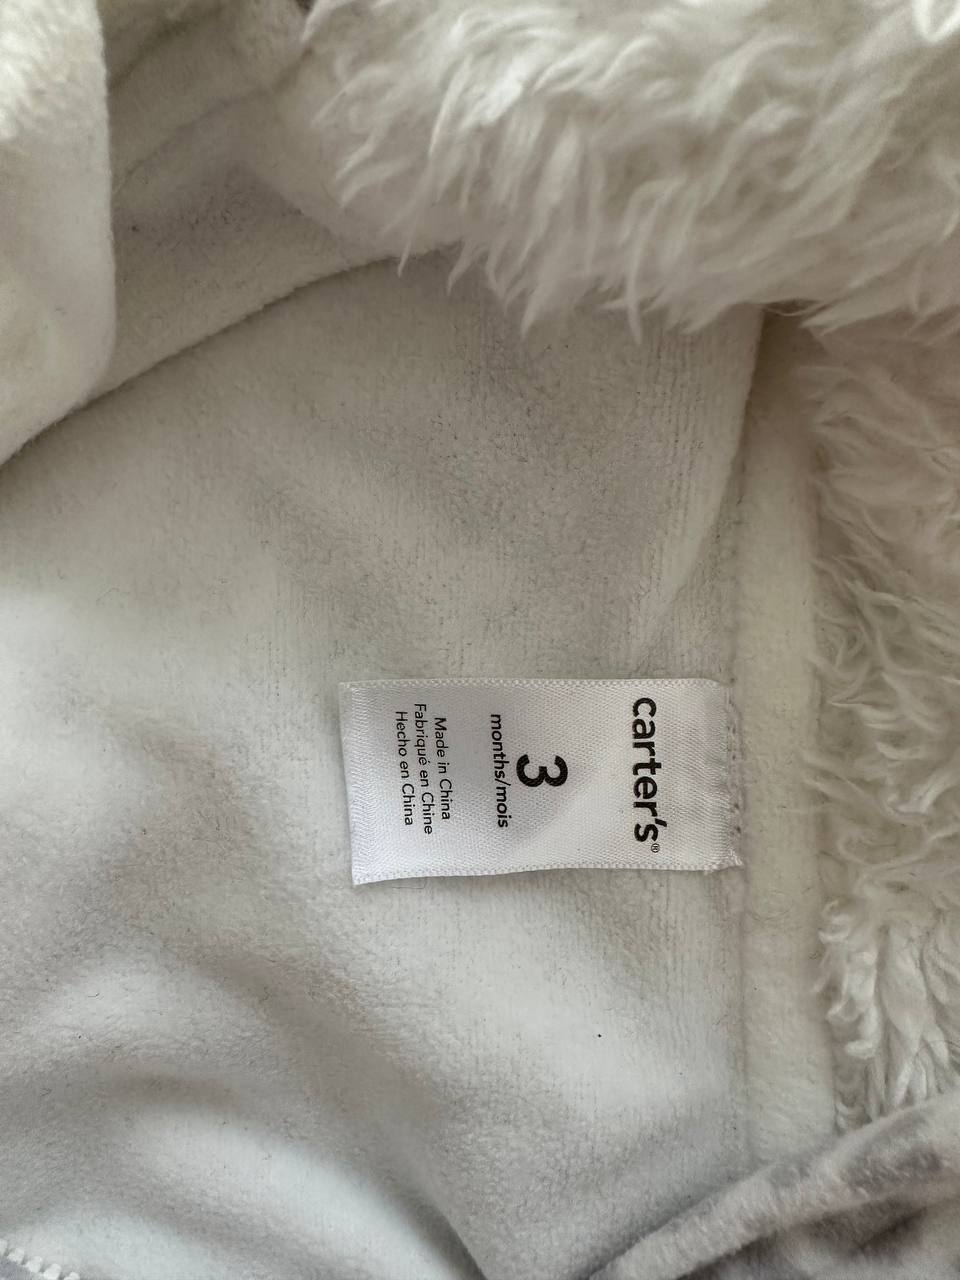 carter's®
3
months/mois
Made in China
Fabriqué en Chine
Hecho en China